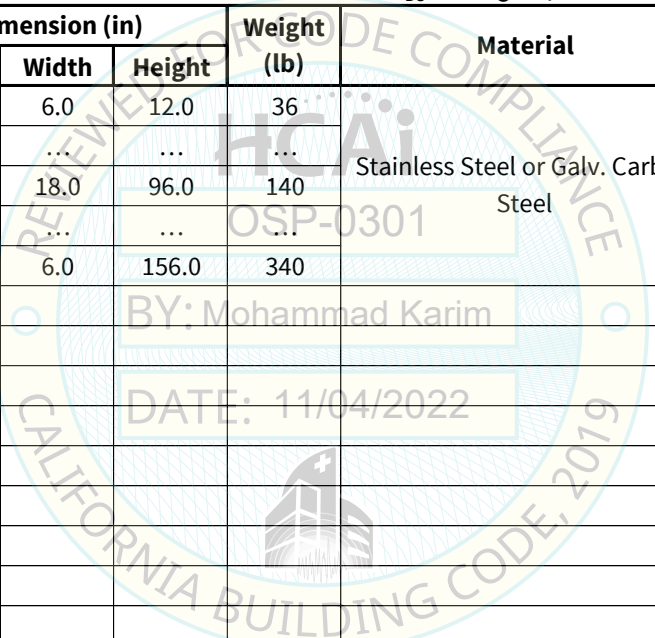 mension (in) Weight (lb) Material
Width Height
6.0 12.0 36
... ... ...
18.0 96.0 140 Stainless Steel or Galv. Carb
Steel
... ... ...
6.0 156.0 340
REVIEWED FOR CODE COMPLIANCE
HCAi
OSP-0301
BY: Mohammad Karim
DATE: 11/04/2022
CALIFORNIA BUILDING CODE, 2019